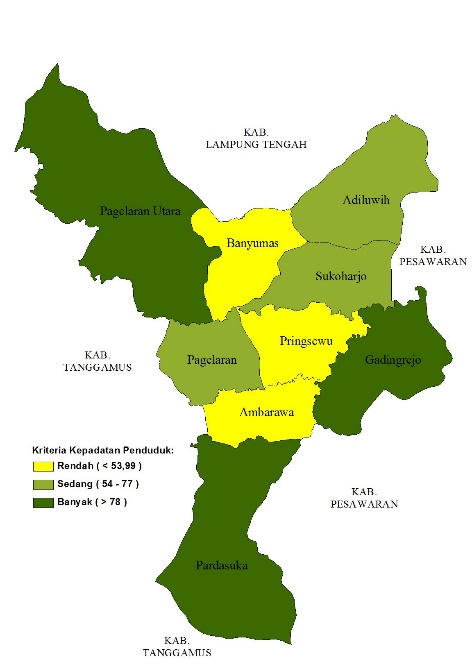 KAB.
LAMPUNG TENGAH
Adiluwih
Pagelaran Utara
Banyumas
KAB.
PESAWARAN
Sukoharjo
Pringsewu
KAB.
TANGGAMUS
Pagelaran
Gadingrejo
Ambarawa
Kriteria Kepadatan Penduduk:
Rendah ( < 53,99 )
Sedang ( 54 - 77 )
Banyak ( > 78 )
KAB.
PESAWARAN
Pardasuka
KAB.
TANGGAMUS